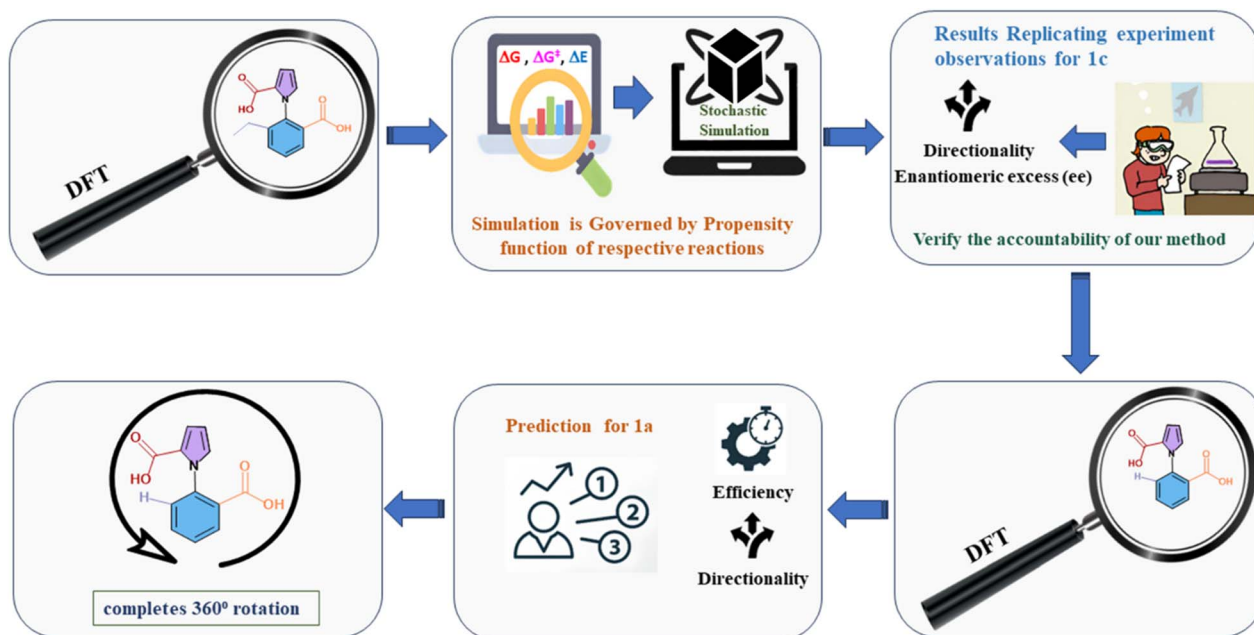 O
HO
N
O
OH
DFT
ΔG , ΔG‡, ΔE
Stochastic
Simulation
Simulation is Governed by Propensity
function of respective reactions
Results Replicating experiment
observations for 1c
Directionality
Enantiomeric excess (ee)
Verify the accountability of our method
O
HO
N
H
O
OH
DFT
Prediction for 1a
1
2
3
Efficiency
Directionality
O
HO
N
H
O
OH
completes 360⁰ rotation